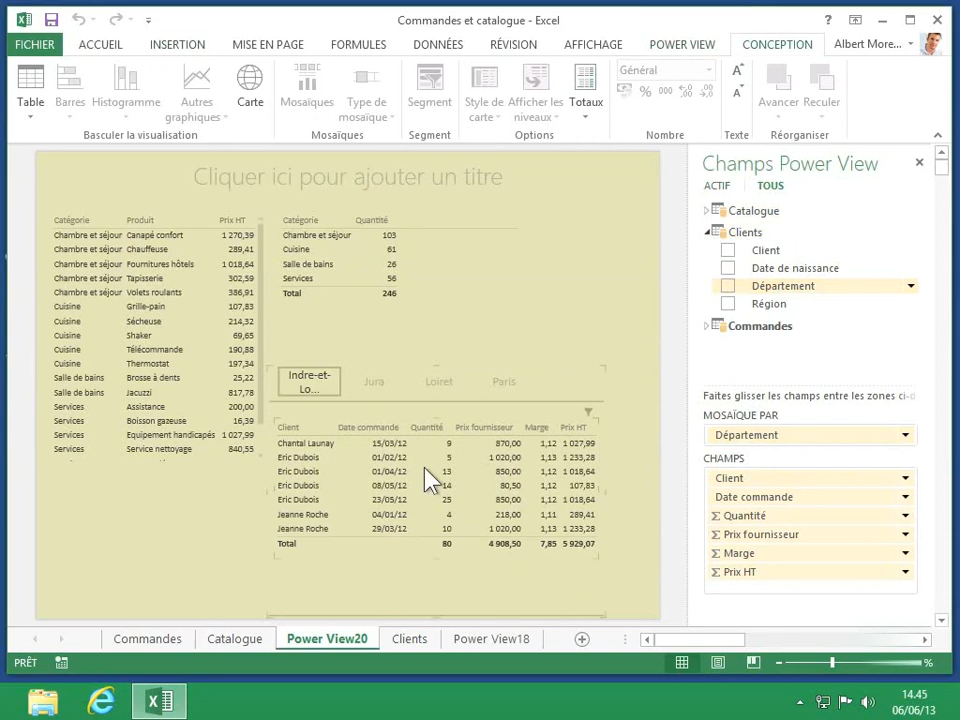 Commandes et catalogue - Excel
FICHIER ACCUEIL INSERTION MISE EN PAGE FORMULES DONNÉES RÉVISION AFFICHAGE POWER VIEW CONCEPTION Albert More...
Table Barres Histogramme Autres graphiques Carte Mosaïques Type de mosaïque Segment Style de carte Afficher les niveaux Totaux Général % 000 Avancer Reculer
Basculer la visualisation Mosaïques Segment Options Nombre Texte Réorganiser
Cliquer ici pour ajouter un titre
Catégorie Produit Prix HT
Chambre et séjour Canapé confort 1 270,39
Chambre et séjour Chauffeuse 289,41
Chambre et séjour Fournitures hôtels 1 018,64
Chambre et séjour Tapisserie 302,59
Chambre et séjour Volets roulants 386,91
Cuisine Grille-pain 107,83
Cuisine Sécheuse 214,32
Cuisine Shaker 69,65
Cuisine Télécommande 190,88
Cuisine Thermostat 197,34
Salle de bains Brosse à dents 25,22
Salle de bains Jacuzzi 817,78
Services Assistance 200,00
Services Boisson gazeuse 16,39
Services Equipement handicapés 1 027,99
Services Service nettoyage 840,55
Catégorie Quantité
Chambre et séjour 103
Cuisine 61
Salle de bains 26
Services 56
Total 246
Indre-et-Lo... Jura Loiret Paris
Client Date commande Quantité Prix fournisseur Marge Prix HT
Chantal Launay 15/03/12 9 870,00 1,12 1 027,99
Eric Dubois 01/02/12 5 1 020,00 1,13 1 233,28
Eric Dubois 01/04/12 13 850,00 1,12 1 018,64
Eric Dubois 08/05/12 14 80,50 1,12 107,83
Eric Dubois 23/05/12 25 850,00 1,12 1 018,64
Jeanne Roche 04/01/12 4 218,00 1,11 289,41
Jeanne Roche 29/03/12 10 1 020,00 1,13 1 233,28
Total 80 4 908,50 7,85 5 929,07
Champs Power View
ACTIF TOUS
Catalogue
Clients
Client
Date de naissance
Département
Région
Commandes
Faites glisser les champs entre les zones ci-d
MOSAÏQUE PAR
Département
CHAMPS
Client
Date commande
Σ Quantité
Σ Prix fournisseur
Σ Marge
Σ Prix HT
Commandes Catalogue Power View20 Clients Power View18
PRÊT %
14.45
06/06/13